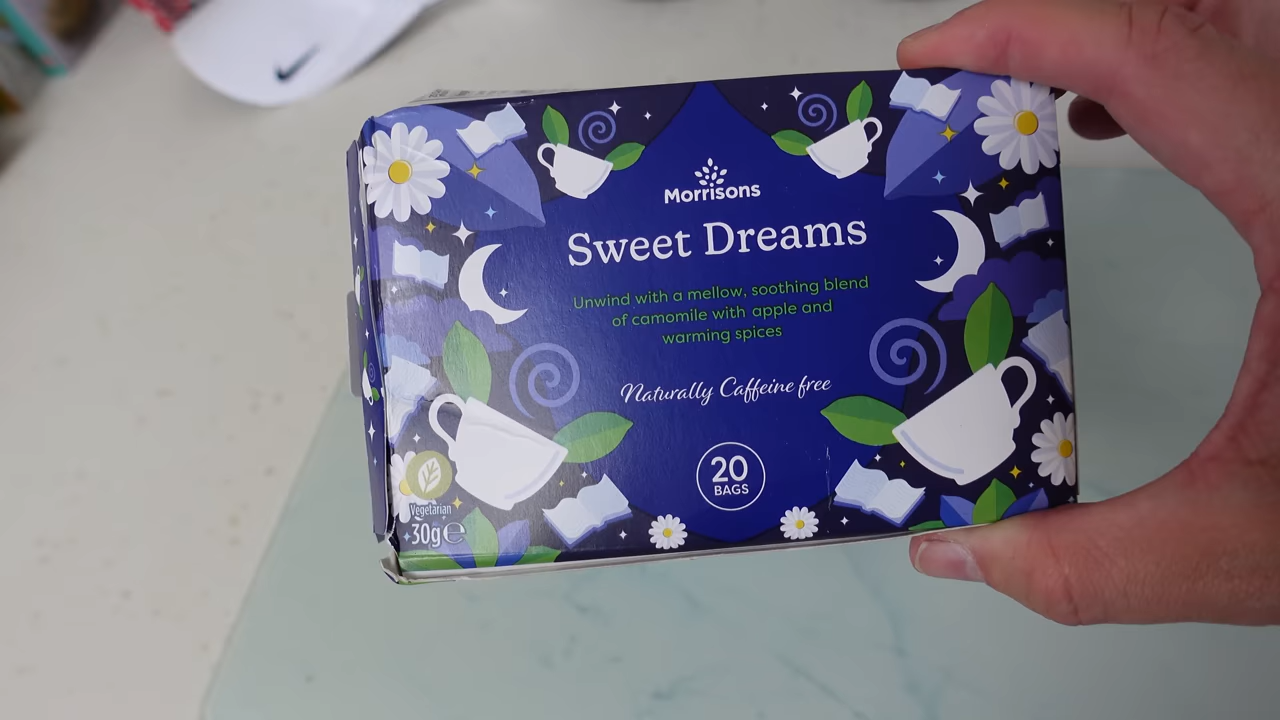 Morrisons
Sweet Dreams
Unwind with a mellow, soothing blend
of camomile with apple and
warming spices
Naturally Caffeine free
20
BAGS
Vegetarian
30g℮